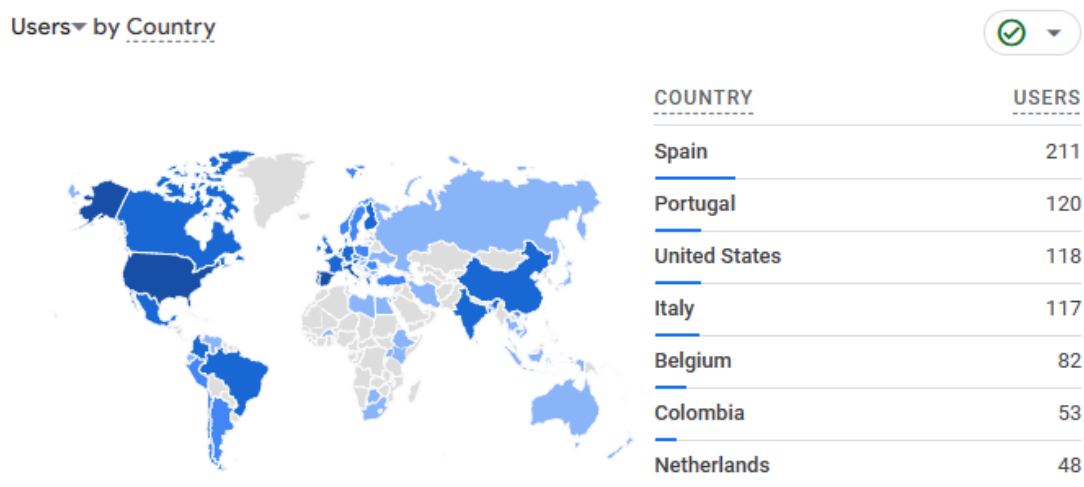 Users by Country
COUNTRY USERS
Spain 211
Portugal 120
United States 118
Italy 117
Belgium 82
Colombia 53
Netherlands 48